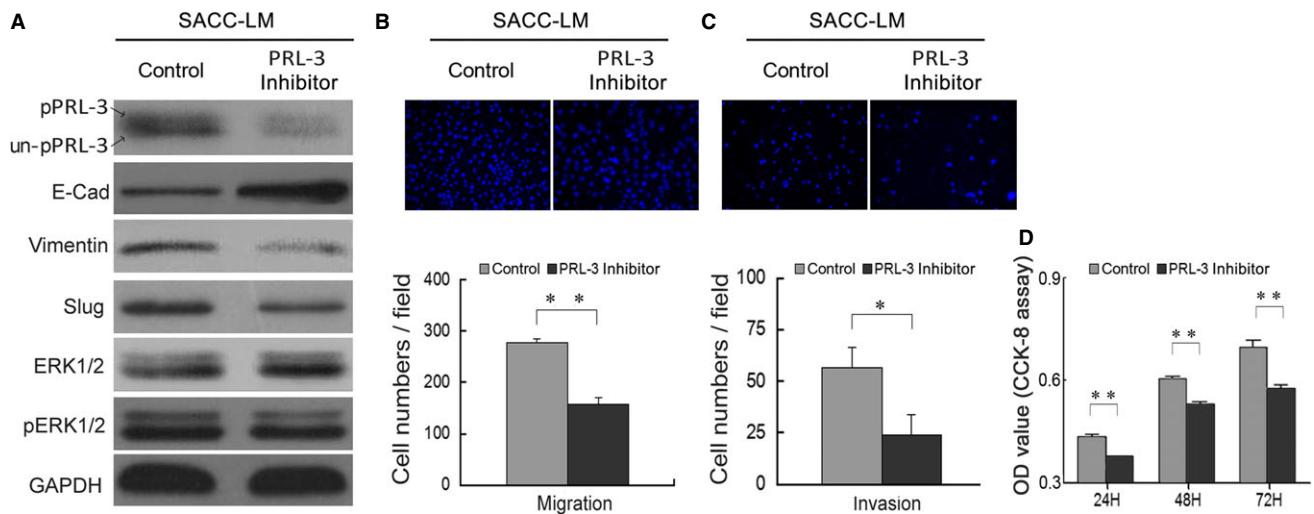 A
SACC-LM
Control
PRL-3
Inhibitor
pPRL-3
un-pPRL-3
E-Cad
Vimentin
Slug
ERK1/2
pERK1/2
GAPDH
B
SACC-LM
Control
PRL-3
Inhibitor
Control PRL-3 Inhibitor
Cell numbers / field
400
300
200
100
0
* *
Migration
C
SACC-LM
Control
PRL-3
Inhibitor
Control PRL-3 Inhibitor
Cell numbers / field
100
75
50
25
0
*
Invasion
D
Control PRL-3 Inhibitor
OD value (CCK-8 assay)
0.9
0.6
0.3
* *
* *
* *
24H 48H 72H